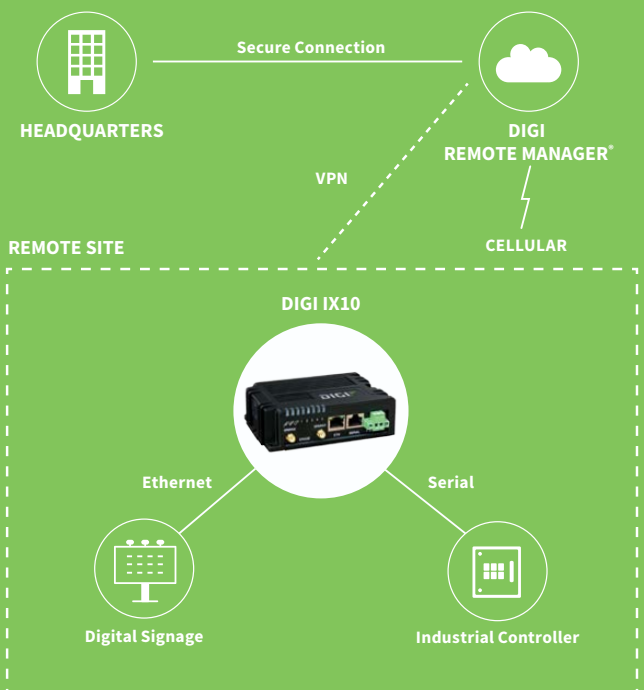 Secure Connection
HEADQUARTERS
DIGI
REMOTE MANAGER®
VPN
CELLULAR
REMOTE SITE
DIGI IX10
DIGI
Ethernet
Serial
Digital Signage
Industrial Controller